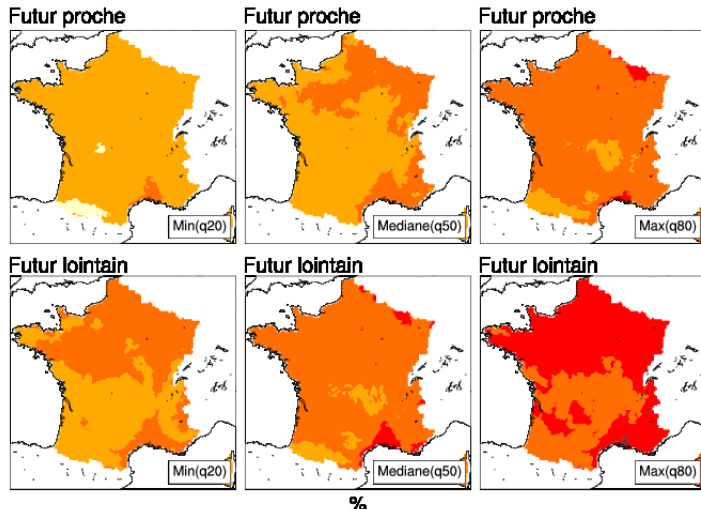 Futur proche Futur proche Futur proche
Min(q20) Mediane(q50) Max(q80)
Futur lointain Futur lointain Futur lointain
Min(q20) Mediane(q50) Max(q80)
%